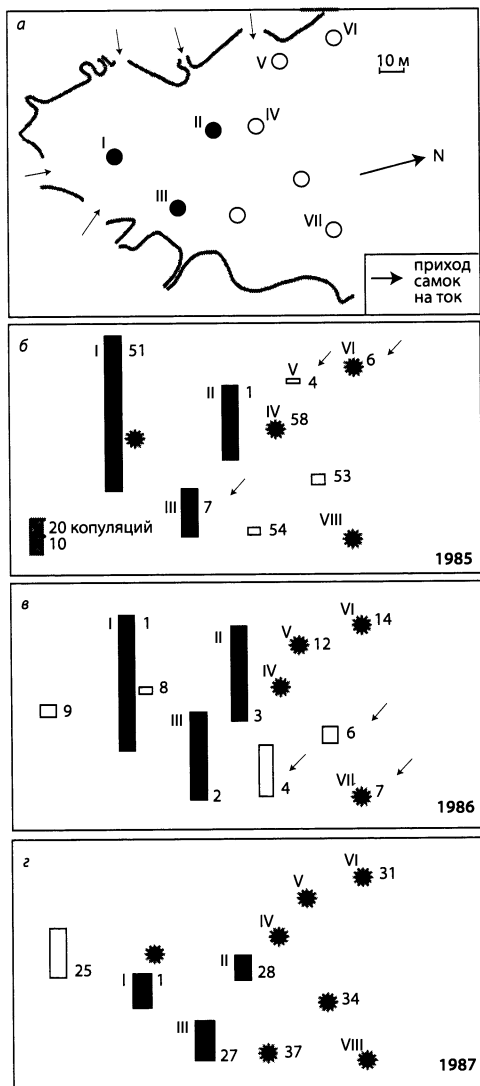 а
VI
V
10 м
II
IV
I
N
III
VII
приход
самок
на ток
б
I
51
VI
6
V
4
II
1
IV
58
53
III
7
20 копуляций
10
54
VIII
1985
в
I
1
VI
14
II
V
12
IV
8
9
III
3
6
2
4
VII
7
1986
г
VI
31
V
IV
25
I
1
II
28
34
III
27
37
VIII
1987